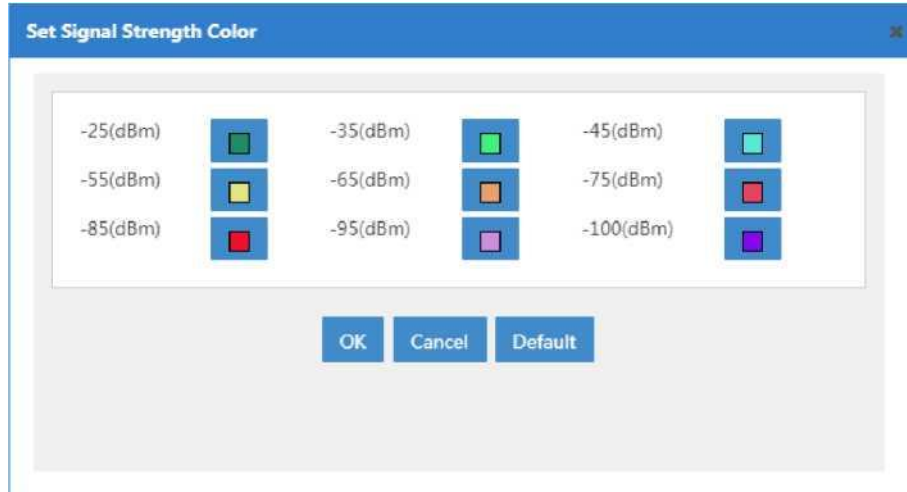 Set Signal Strength Color
-25(dBm) -35(dBm) -45(dBm)
-55(dBm) -65(dBm) -75(dBm)
-85(dBm) -95(dBm) -100(dBm)
OK Cancel Default